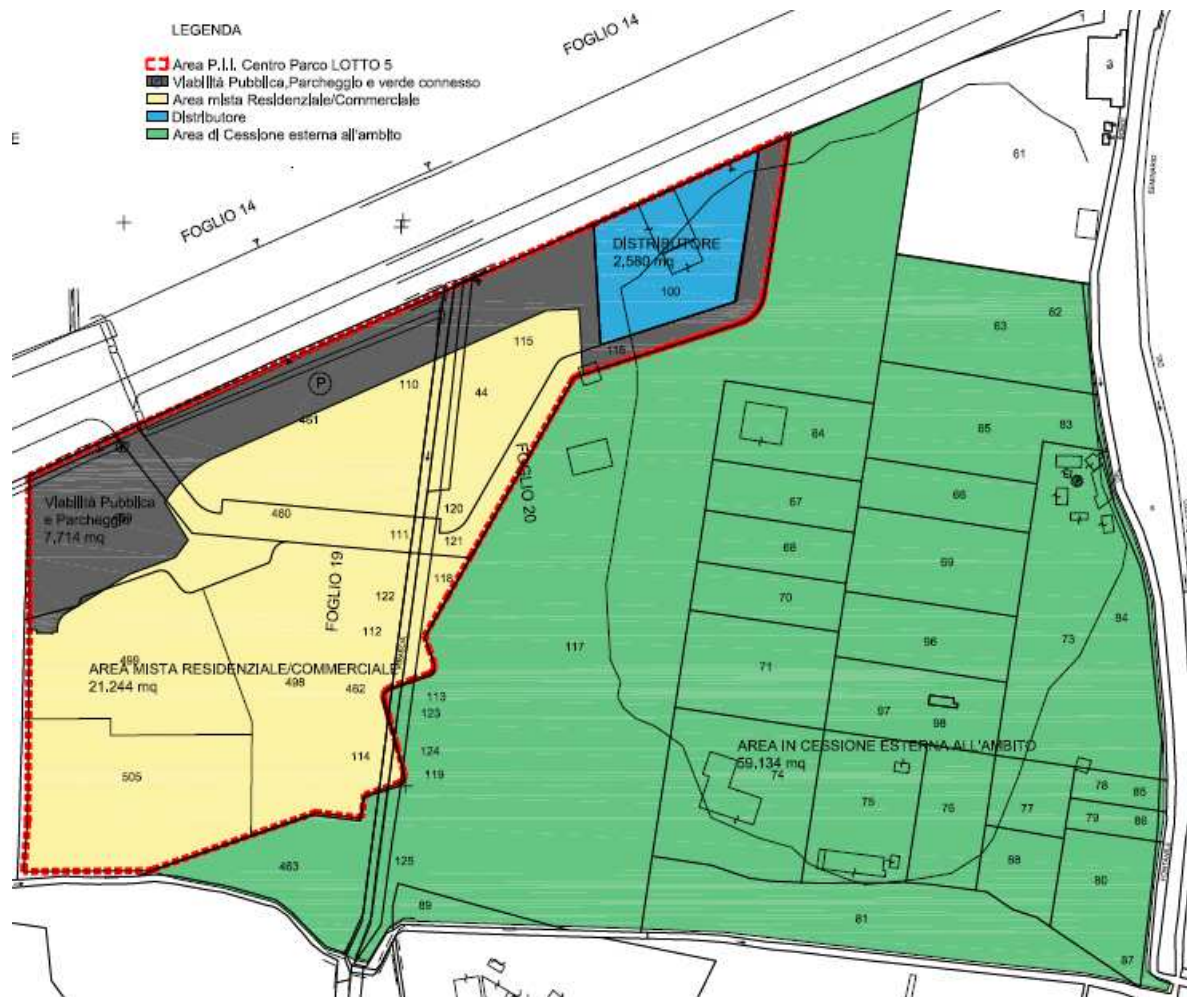 LEGENDA
Area P.I.I. Centro Parco LOTTO 5
Viabilità Pubblica,Parcheggio e verde connesso
Area mista Residenziale/Commerciale
Distributore
Area di Cessione esterna all'ambito
E
FOGLIO 14
FOGLIO 14
61
DISTRIBUTORE
2,580 mq
100
115
116
110
44
P
451
62
63
83
65
64
66
67
68
69
70
71
73
84
96
97
98
Viabilità Pubblica
e Parcheggio
7,714 mq
460
120
111
121
118
FOGLIO 20
FOGLIO 19
122
112
117
AREA MISTA RESIDENZIALE/COMMERCIALE
21.244 mq
499
498
462
113
123
114
124
119
505
AREA IN CESSIONE ESTERNA ALL'AMBITO
59,134 mq
74
75
76
77
78
85
79
86
68
80
463
125
89
81
87